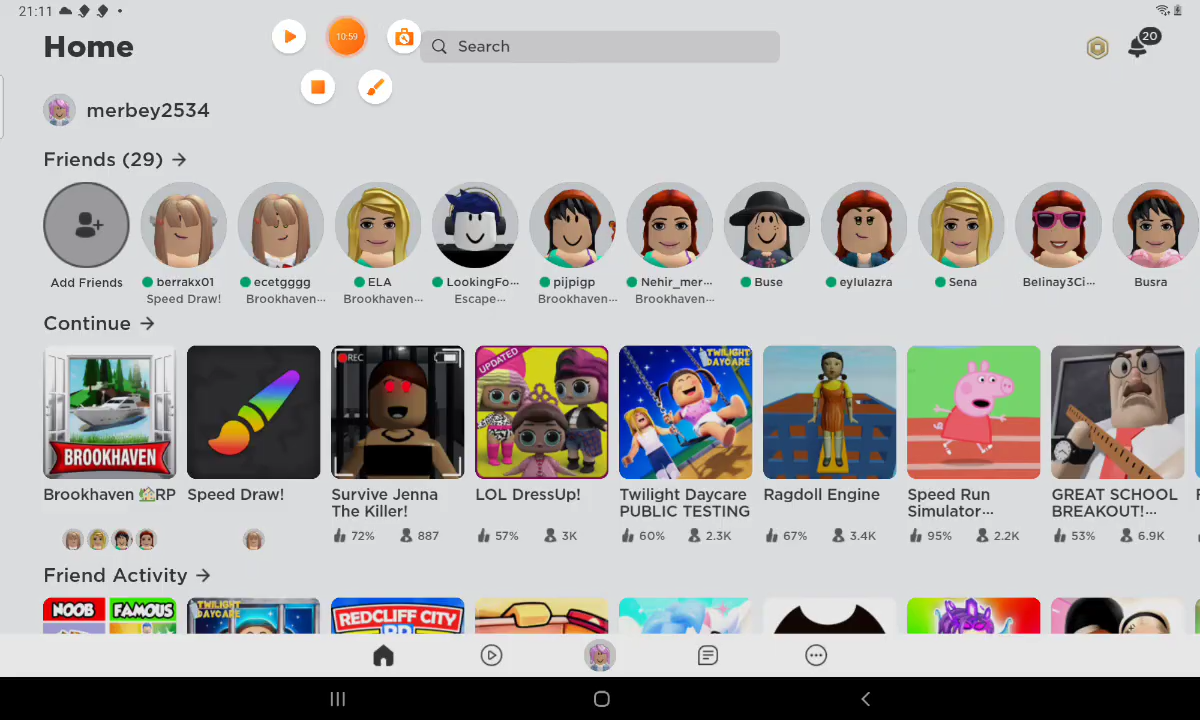 21:11
Home
10:59
Search
20
merbey2534
Friends (29) →
Add Friends
berrakx01
Speed Draw!
ecetgggg
Brookhaven...
ELA
Brookhaven...
LookingFo...
Escape...
pijpigp
Brookhaven...
Nehir_mer...
Brookhaven...
Buse
eylulazra
Sena
Belinay3Ci...
Busra
Continue →
BROOKHAVEN
REC
UPDATED
TWILIGHT
DAYCARE
Brookhaven 🏡RP
Speed Draw!
Survive Jenna
The Killer!
72% 887
LOL DressUp!
57% 3K
Twilight Daycare
PUBLIC TESTING
60% 2.3K
Ragdoll Engine
67% 3.4K
Speed Run
Simulator...
95% 2.2K
GREAT SCHOOL
BREAKOUT!...
53% 6.9K
Friend Activity →
NOOB FAMOUS
TWILIGHT
DAYCARE
REDCLIFF CITY
RP